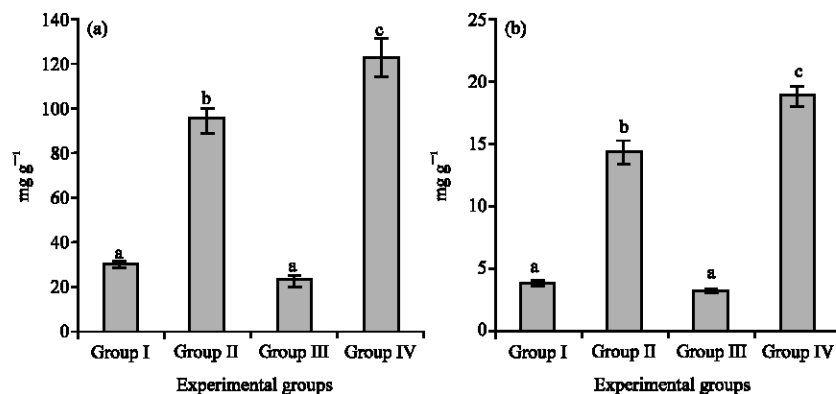 (a)
140
120
100
80
60
40
20
0
mg g⁻¹
a
b
a
c
Group I Group II Group III Group IV
Experimental groups
(b)
25
20
15
10
5
0
mg g⁻¹
a
b
a
c
Group I Group II Group III Group IV
Experimental groups